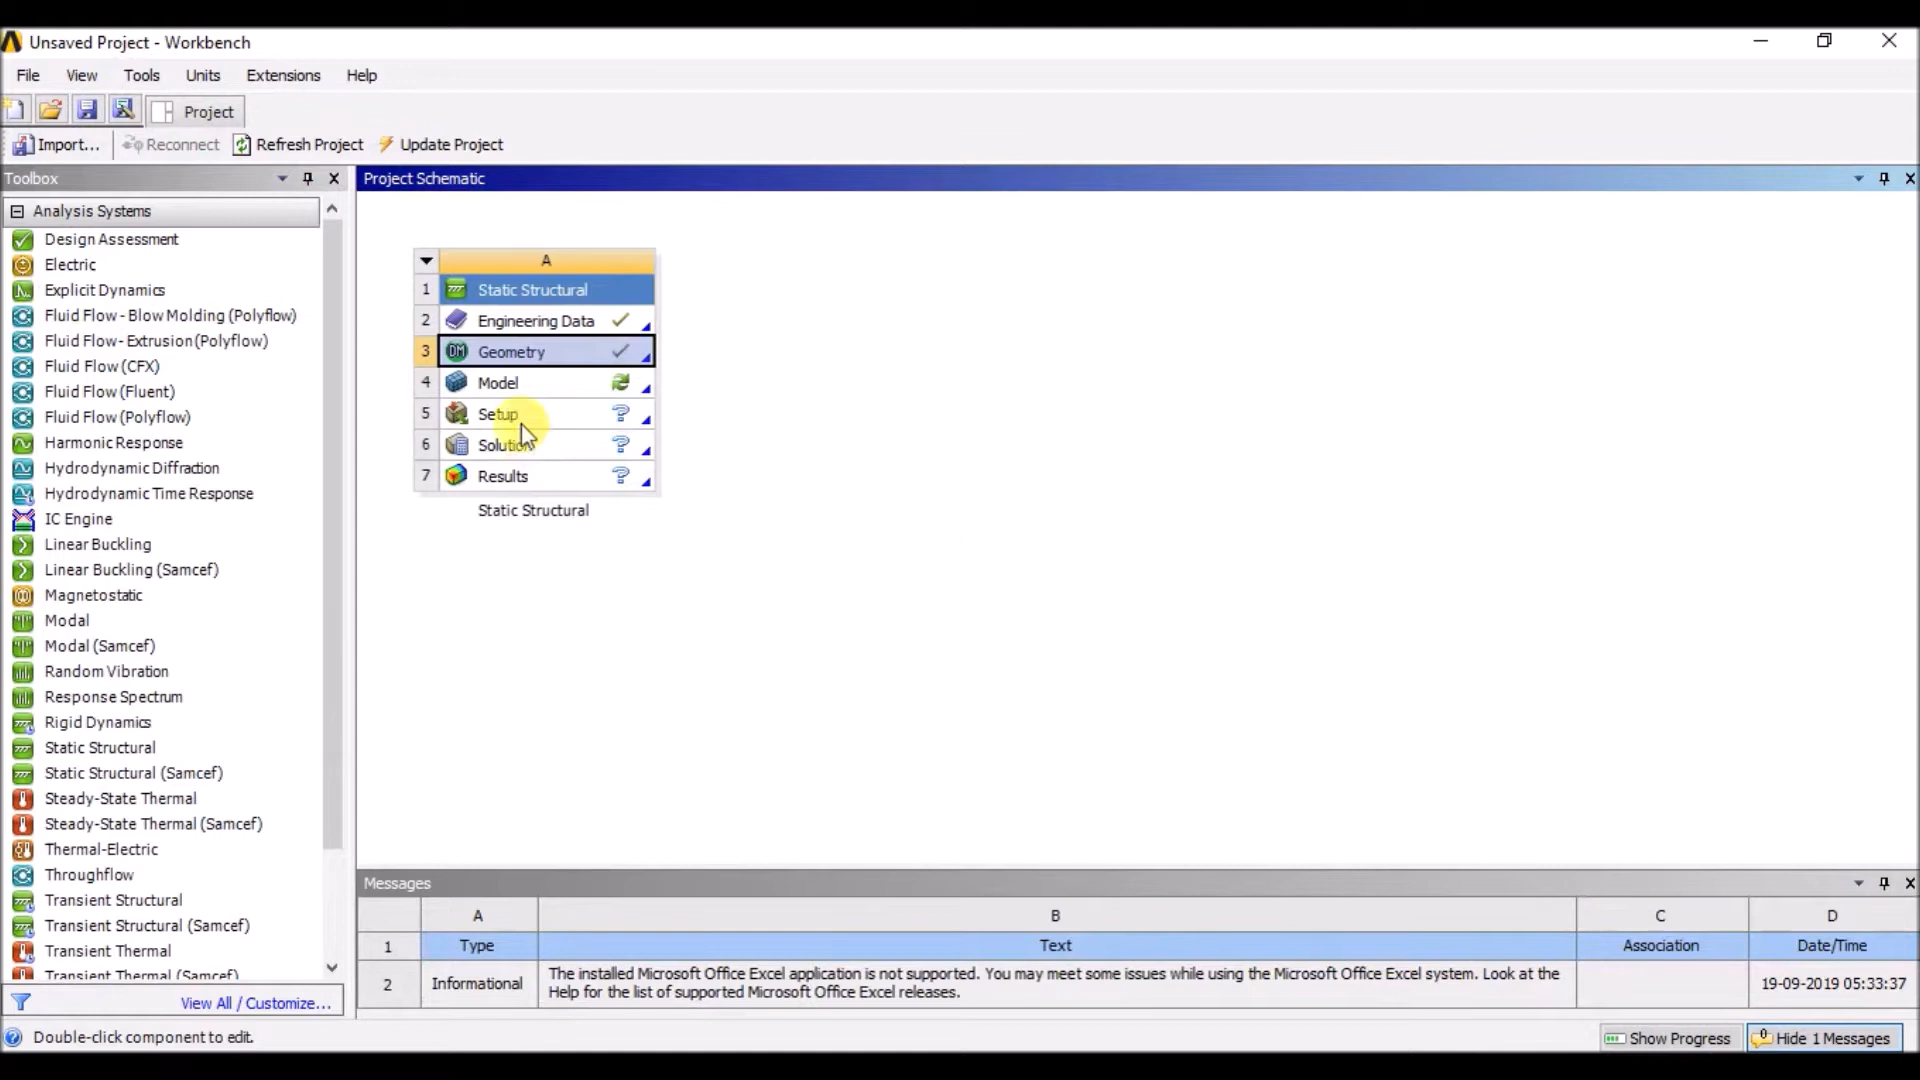 Unsaved Project - Workbench
File View Tools Units Extensions Help
Project
Import... Reconnect Refresh Project Update Project
Toolbox
Project Schematic
Analysis Systems
Design Assessment
Electric
Explicit Dynamics
Fluid Flow - Blow Molding (Polyflow)
Fluid Flow - Extrusion (Polyflow)
Fluid Flow (CFX)
Fluid Flow (Fluent)
Fluid Flow (Polyflow)
Harmonic Response
Hydrodynamic Diffraction
Hydrodynamic Time Response
IC Engine
Linear Buckling
Linear Buckling (Samcef)
Magnetostatic
Modal
Modal (Samcef)
Random Vibration
Response Spectrum
Rigid Dynamics
Static Structural
Static Structural (Samcef)
Steady-State Thermal
Steady-State Thermal (Samcef)
Thermal-Electric
Throughflow
Transient Structural
Transient Structural (Samcef)
Transient Thermal
Transient Thermal (Samcef)
View All / Customize...
A
1 Static Structural
2 Engineering Data
3 DM Geometry
4 Model
5 Setup
6 Solution
7 Results
Static Structural
Messages
A B C D
1 Type Text Association Date/Time
2 Informational The installed Microsoft Office Excel application is not supported. You may meet some issues while using the Microsoft Office Excel system. Look at the 19-09-2019 05:33:37
Help for the list of supported Microsoft Office Excel releases.
Double-click component to edit.
Show Progress Hide 1 Messages